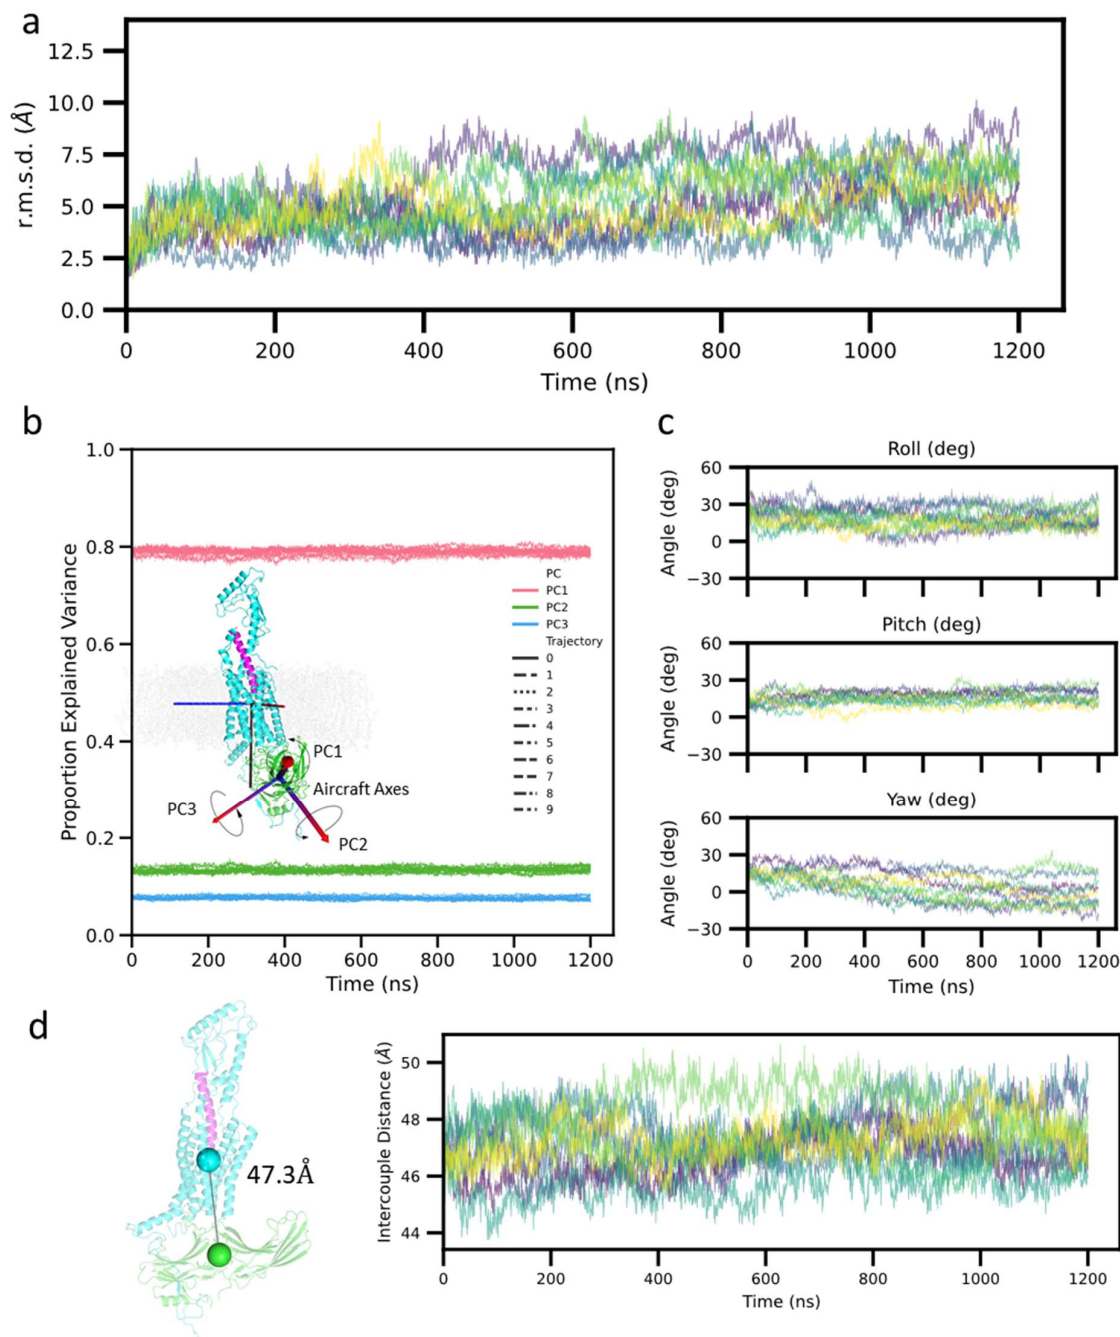 a
r.m.s.d. (Å)
12.5
10.0
7.5
5.0
2.5
0.0
0 200 400 600 800 1000 1200
Time (ns)
b
Proportion Explained Variance
1.0
0.8
0.6
0.4
0.2
0.0
PC
PC1
PC2
PC3
Trajectory
0
1
2
3
4
5
6
7
8
9
PC1
Aircraft Axes
PC3
PC2
0 200 400 600 800 1000 1200
Time (ns)
c
Roll (deg)
Angle (deg)
60
30
0
−30
Pitch (deg)
Angle (deg)
60
30
0
−30
Yaw (deg)
Angle (deg)
60
30
0
−30
0 200 400 600 800 1000 1200
Time (ns)
d
47.3Å
Intercouple Distance (Å)
50
48
46
44
0 200 400 600 800 1000 1200
Time (ns)